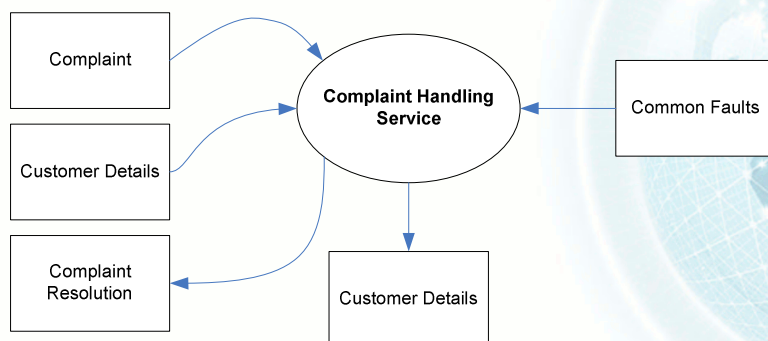 Complaint
Complaint Handling
Service
Common Faults
Customer Details
Complaint
Resolution
Customer Details